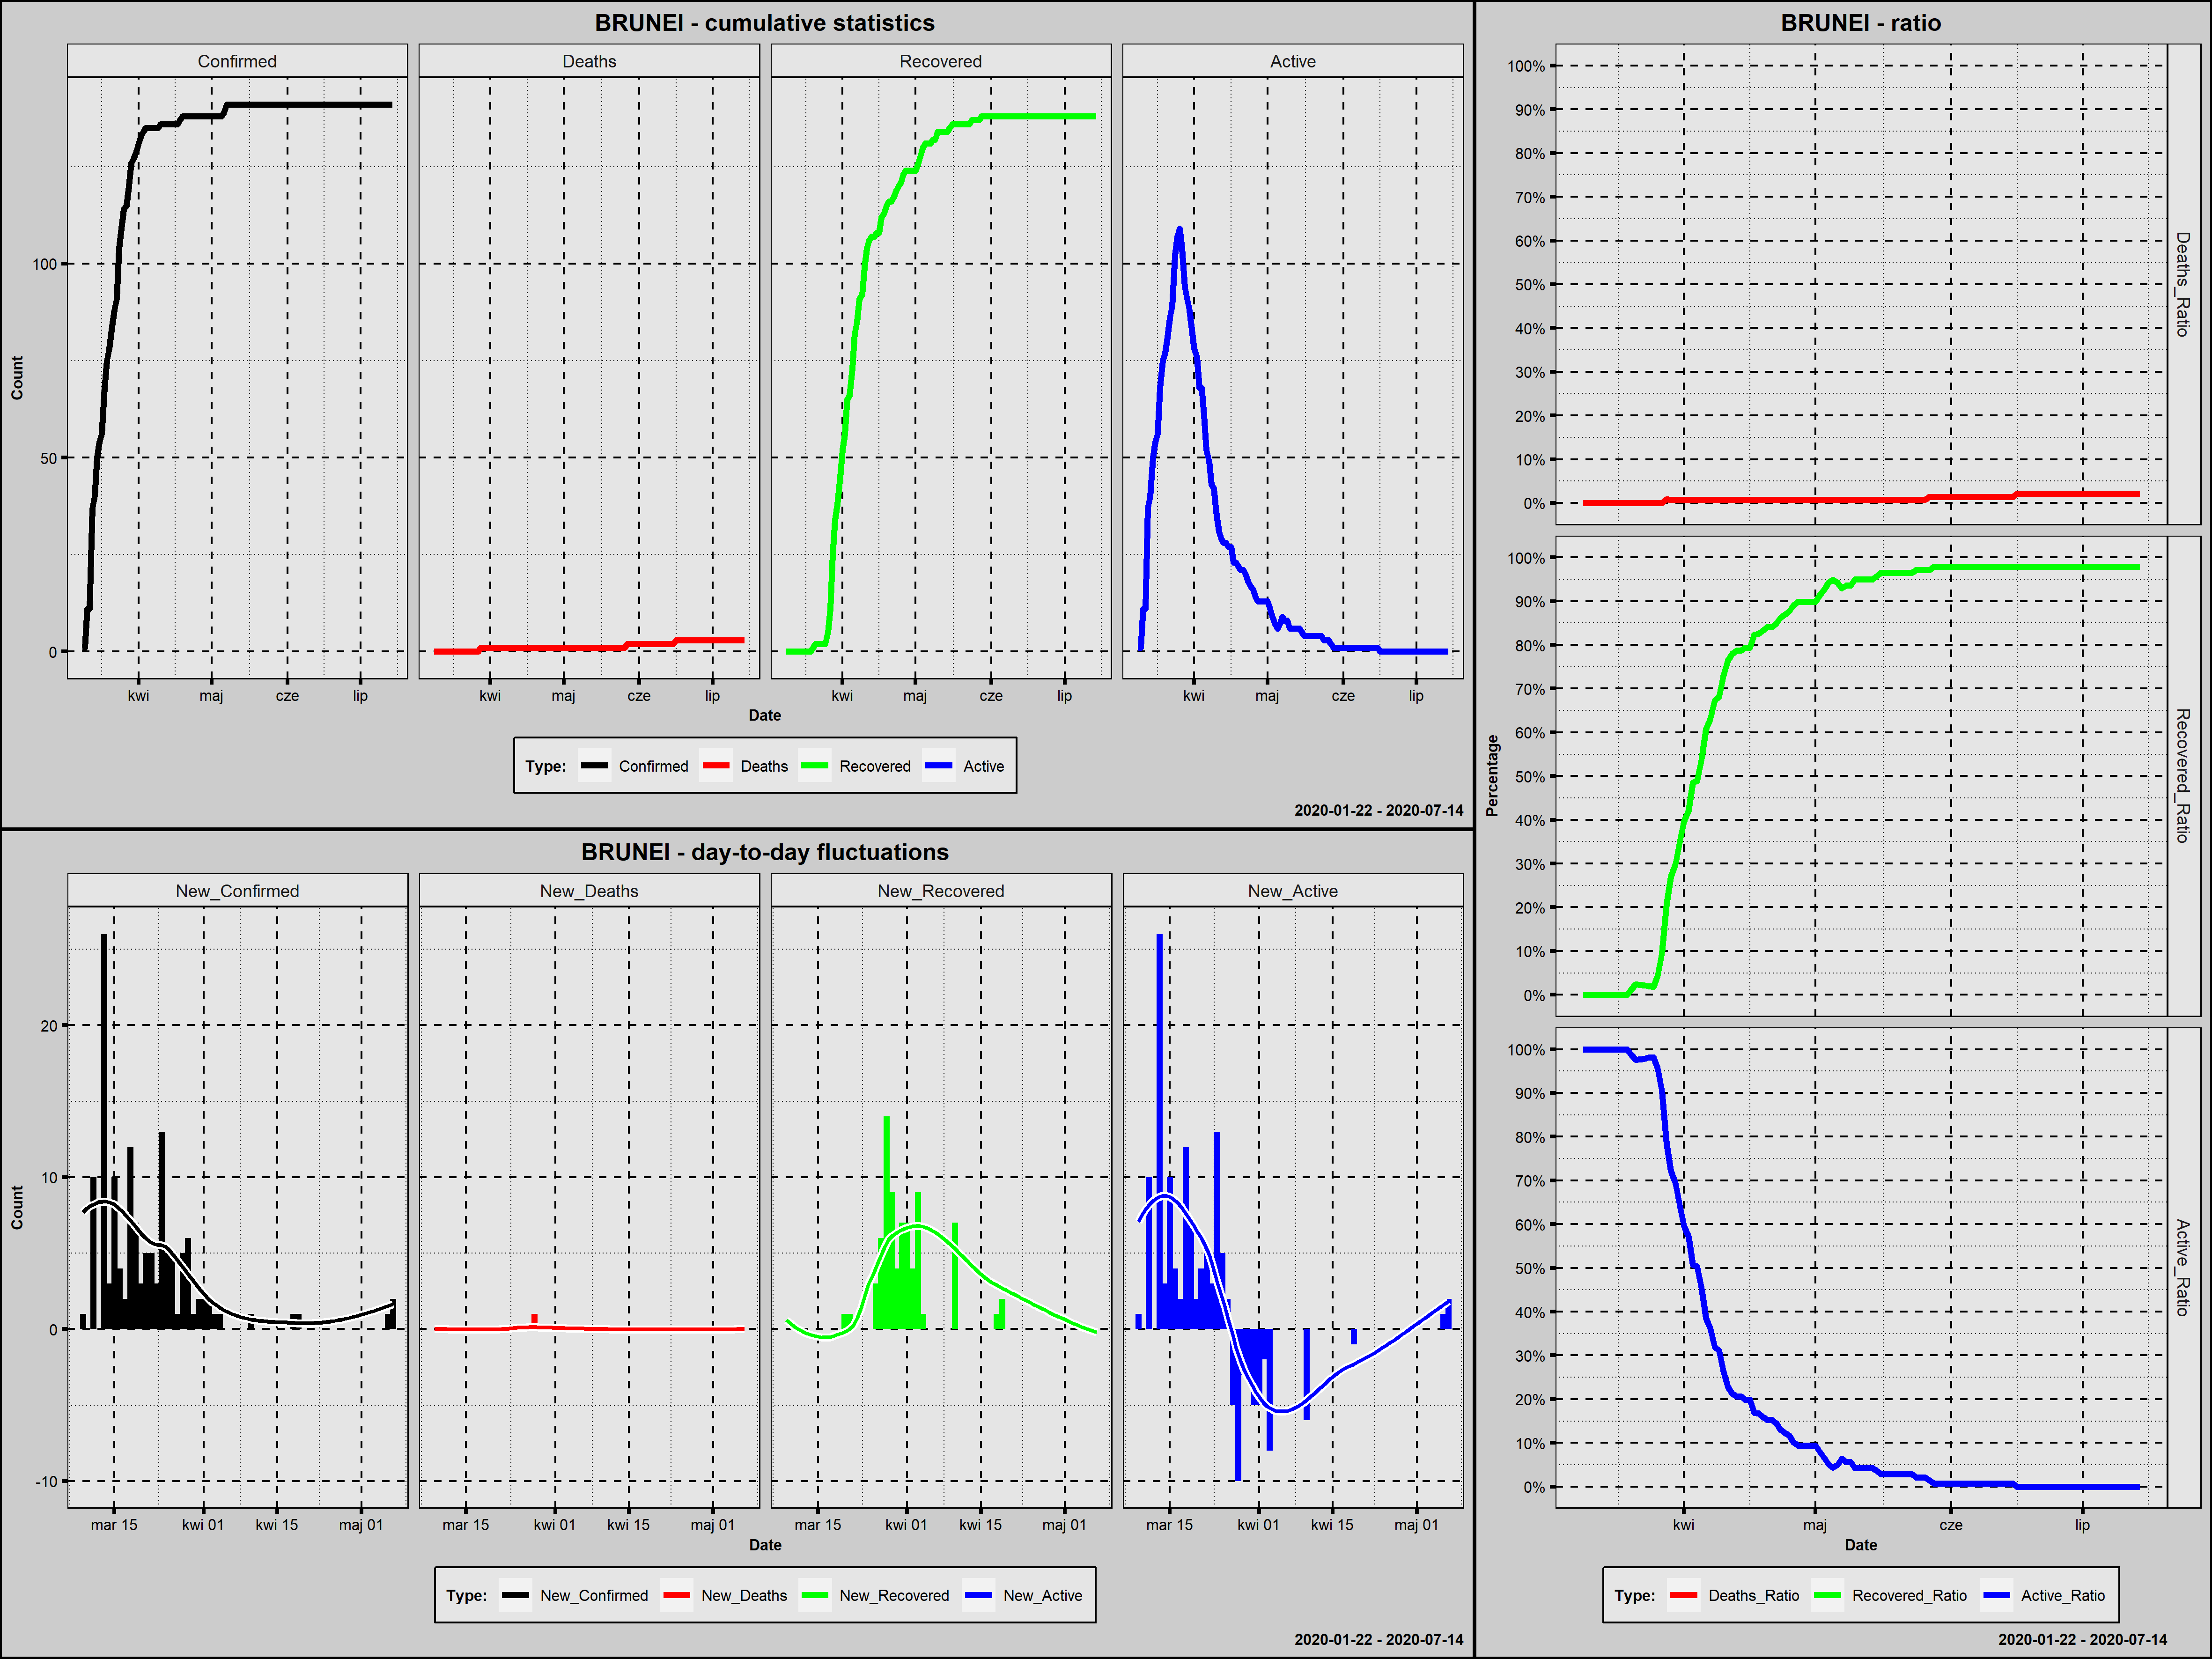 BRUNEI - cumulative statistics
Confirmed Deaths Recovered Active
Count
100
50
0
kwi maj cze lip kwi maj cze lip kwi maj cze lip kwi maj cze lip
Date
Type: Confirmed Deaths Recovered Active
2020-01-22 - 2020-07-14
BRUNEI - day-to-day fluctuations
New_Confirmed New_Deaths New_Recovered New_Active
Count
20
10
0
-10
mar 15 kwi 01 kwi 15 maj 01 mar 15 kwi 01 kwi 15 maj 01 mar 15 kwi 01 kwi 15 maj 01 mar 15 kwi 01 kwi 15 maj 01
Date
Type: New_Confirmed New_Deaths New_Recovered New_Active
2020-01-22 - 2020-07-14
BRUNEI - ratio
Percentage
100%
90%
80%
70%
60%
50%
40%
30%
20%
10%
0%
Deaths_Ratio
100%
90%
80%
70%
60%
50%
40%
30%
20%
10%
0%
Recovered_Ratio
100%
90%
80%
70%
60%
50%
40%
30%
20%
10%
0%
Active_Ratio
kwi maj cze lip
Date
Type: Deaths_Ratio Recovered_Ratio Active_Ratio
2020-01-22 - 2020-07-14